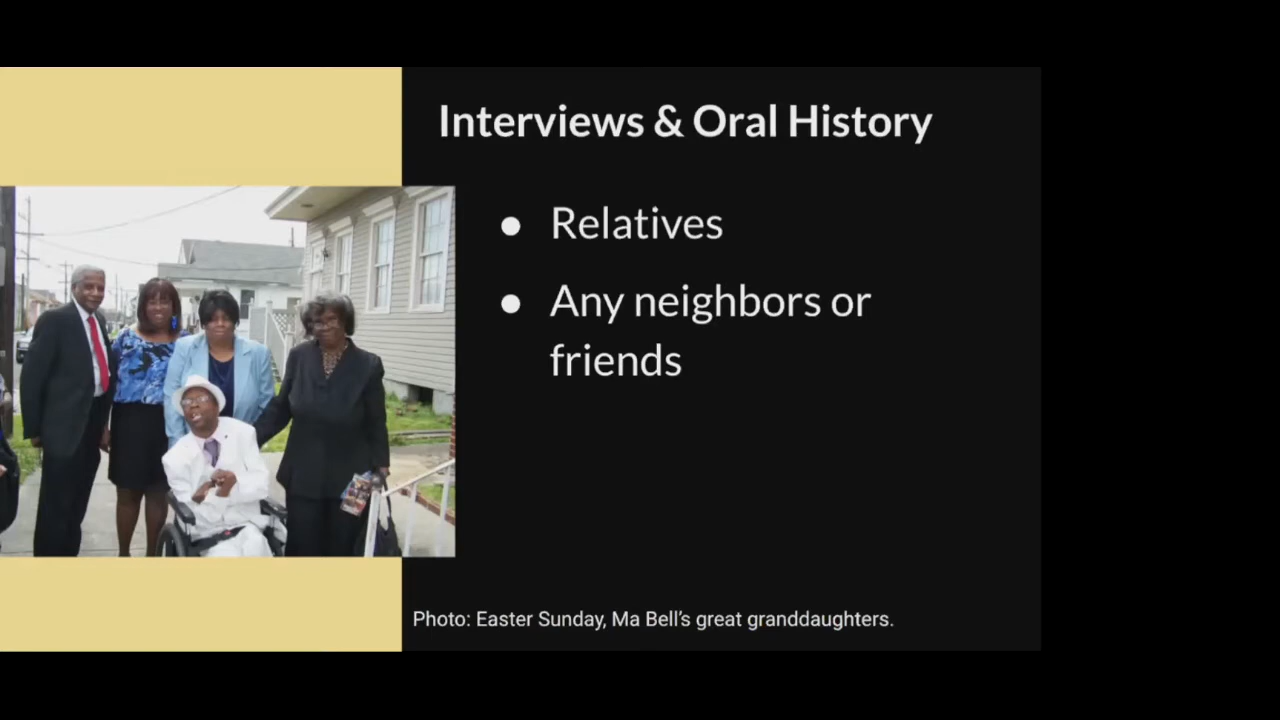 Interviews & Oral History
● Relatives
● Any neighbors or
friends
Photo: Easter Sunday, Ma Bell’s great granddaughters.